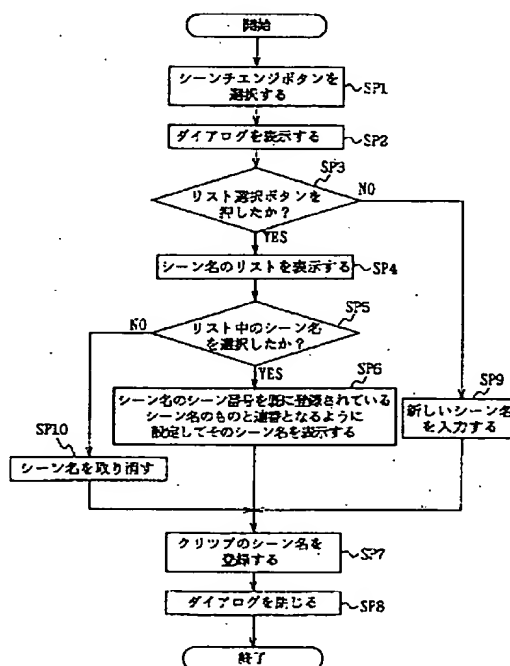 開始
シーンチエンジボタンを
選択する
SP1
ダイアログを表示する
SP2
SP3
リスト選択ボタンを
押したか?
NO
YES
シーン名のリストを表示する
SP4
SP5
リスト中のシーン名
を選択したか?
NO
YES
SP6
シーン名のシーン番号を既に登録されている
シーン名のものと連番となるように
設定してそのシーン名を表示する
SP9
新しいシーン名
を入力する
SP10
シーン名を取り消す
クリツプのシーン名を
登録する
SP7
ダイアログを閉じる
SP8
終了